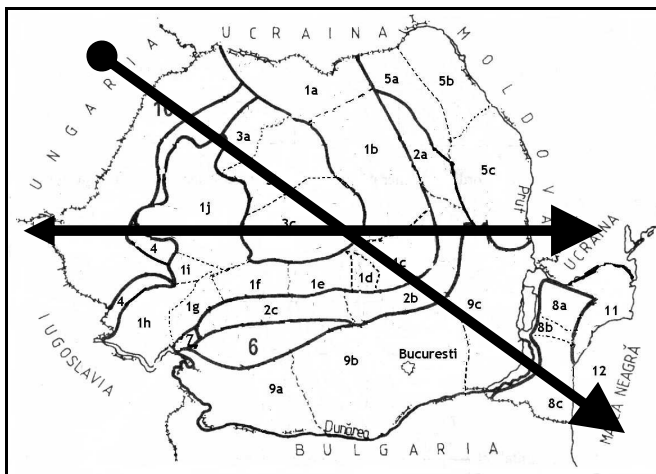 UCRAINA
MOLDOVA
UNGARIA
1a
5a
5b
10
3a
1b
2a
5c
Prut
1j
3c
4
1i
1f
1e
1d
1c
UCRAINA
4
1g
2c
2b
9c
8a
11
1h
7
6
8b
IUGOSLAVIA
9b
Bucuresti
12
9a
8c
MAREA NEAGRĂ
Dunărea
BULGARIA